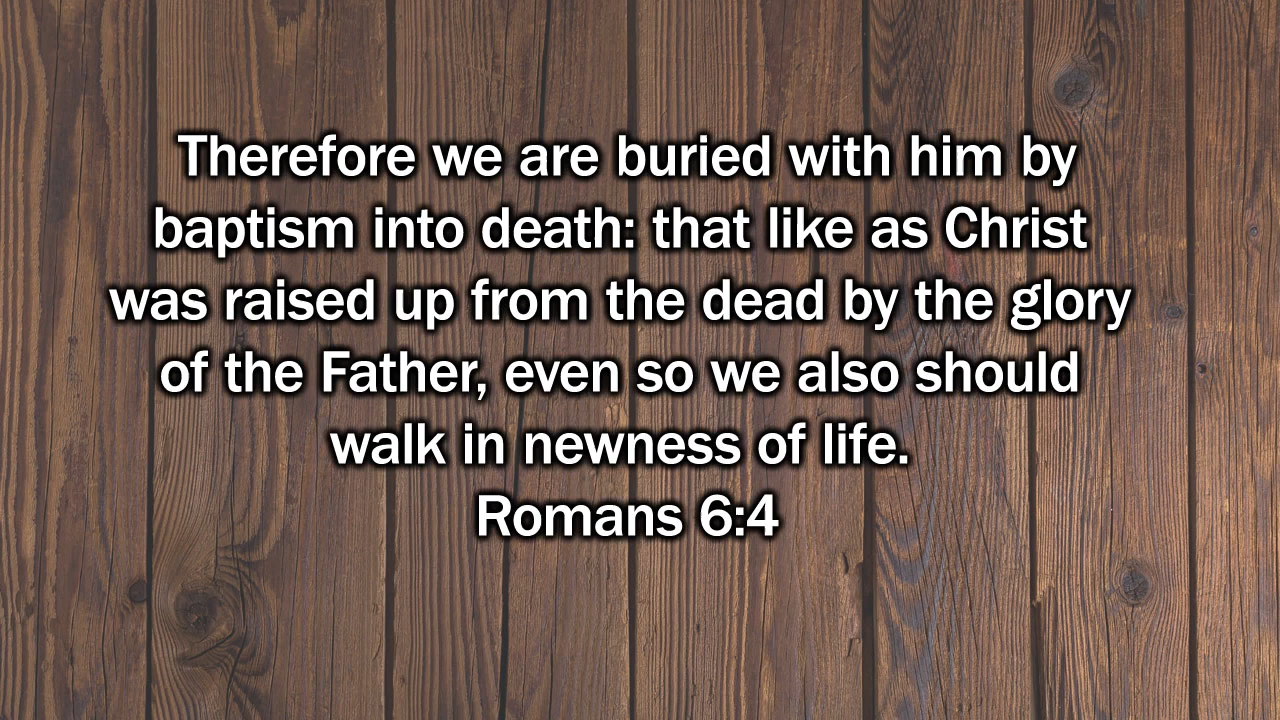 Therefore we are buried with him by
baptism into death: that like as Christ
was raised up from the dead by the glory
of the Father, even so we also should
walk in newness of life.
Romans 6:4